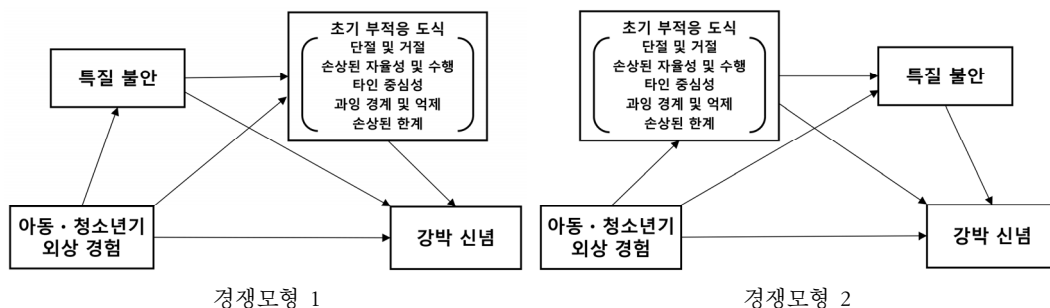 초기 부적응 도식
단절 및 거절
손상된 자율성 및 수행
타인 중심성
과잉 경계 및 억제
손상된 한계
특질 불안
아동·청소년기
외상 경험
강박 신념
경쟁모형 1
초기 부적응 도식
단절 및 거절
손상된 자율성 및 수행
타인 중심성
과잉 경계 및 억제
손상된 한계
특질 불안
아동·청소년기
외상 경험
강박 신념
경쟁모형 2